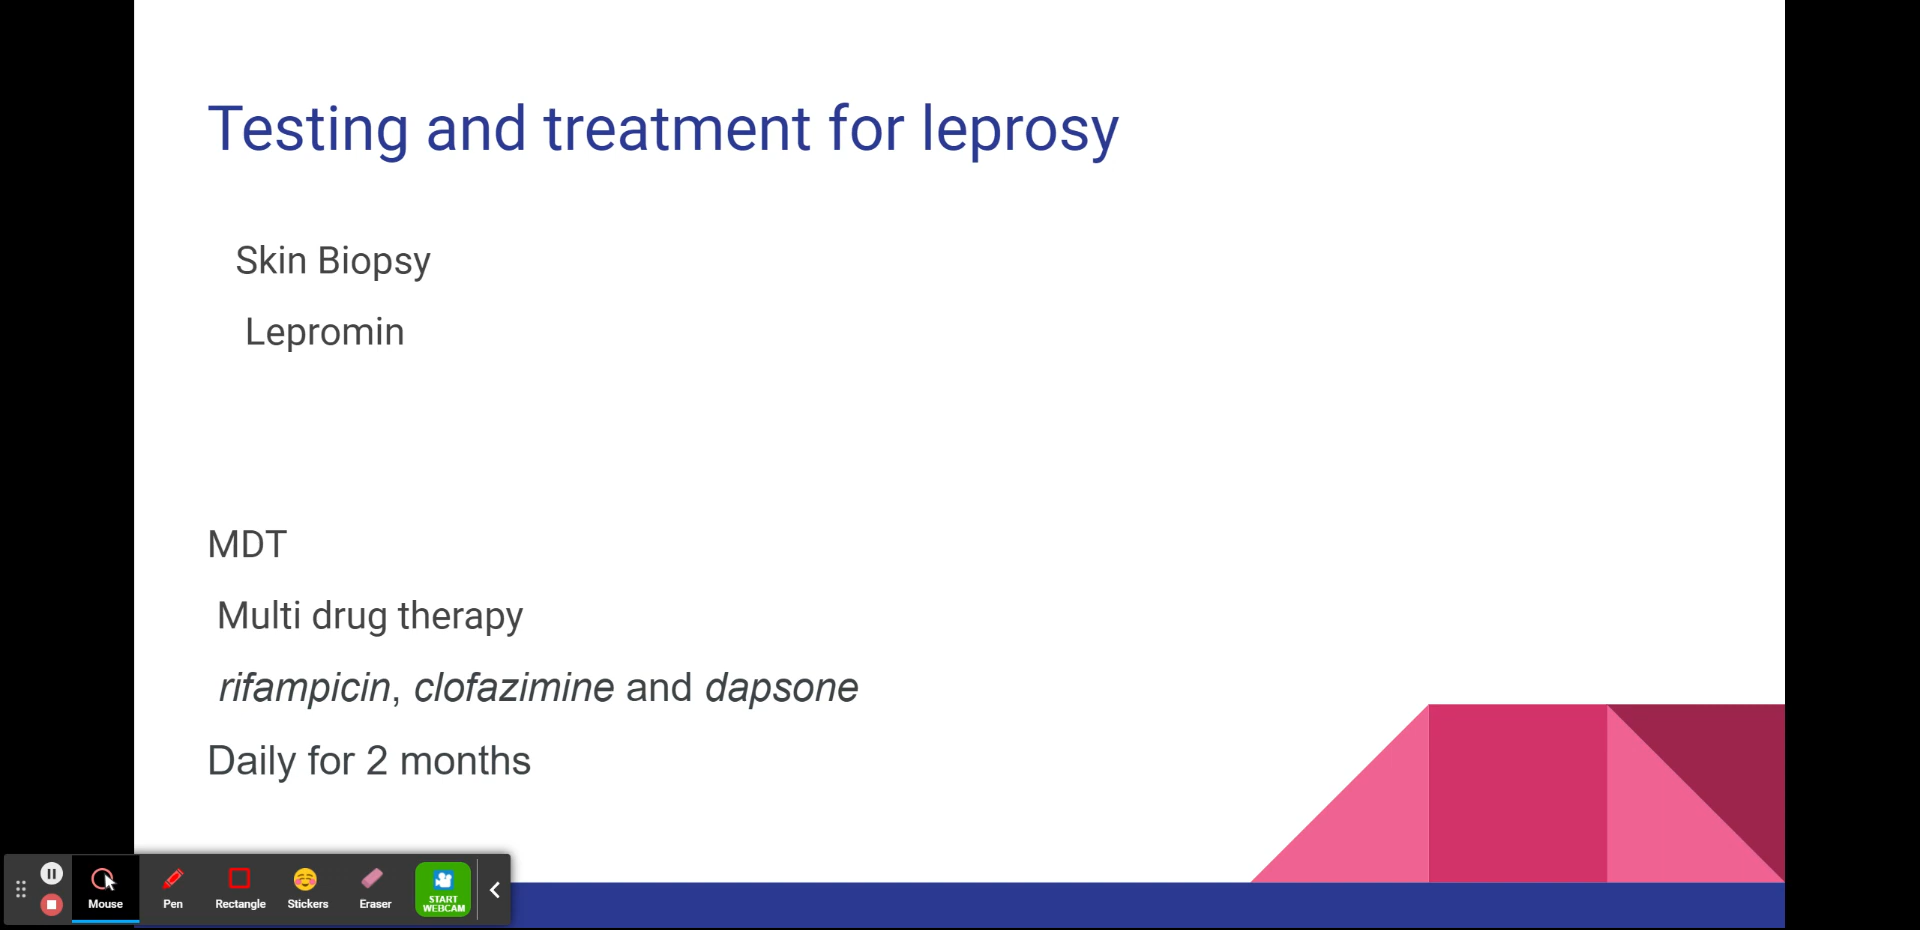 Testing and treatment for leprosy
Skin Biopsy
Lepromin
MDT
Multi drug therapy
rifampicin, clofazimine and dapsone
Daily for 2 months
Mouse
Pen
Rectangle
Stickers
Eraser
START
WEBCAM